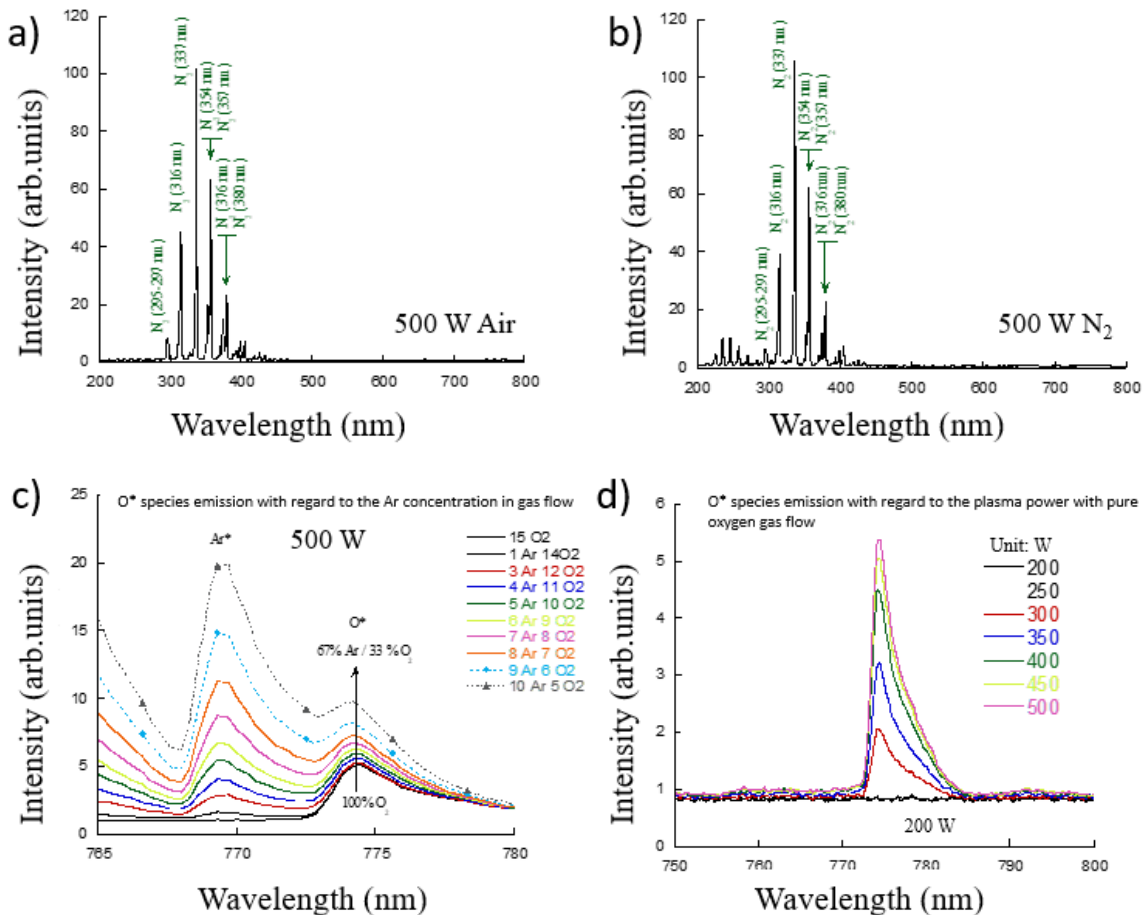 a)
120
100
80
60
40
20
0
200 300 400 500 600 700 800
Intensity (arb.units)
Wavelength (nm)
N2 (295-297 nm)
N2 (316 nm)
N2 (337 nm)
N2 (354 nm)
N2 (357 nm)
N2 (376 nm)
N2 (380 nm)
500 W Air
b)
120
100
80
60
40
20
0
200 300 400 500 600 700 800
Intensity (arb.units)
Wavelength (nm)
N2 (295-297 nm)
N2 (316 nm)
N2 (337 nm)
N2 (354 nm)
N2 (357 nm)
N2 (376 nm)
N2 (380 nm)
500 W N2
c)
25
20
15
10
5
0
765 770 775 780
Intensity (arb.units)
Wavelength (nm)
O* species emission with regard to the Ar concentration in gas flow
Ar*
500 W
O*
67% Ar / 33 %O2
100%O2
15 O2
1 Ar 14O2
3 Ar 12 O2
4 Ar 11 O2
5 Ar 10 O2
6 Ar 9 O2
7 Ar 8 O2
8 Ar 7 O2
9 Ar 6 O2
10 Ar 5 O2
d)
6
5
4
3
2
1
0
750 760 770 780 790 800
Intensity (arb.units)
Wavelength (nm)
O* species emission with regard to the plasma power with pure
oxygen gas flow
Unit: W
200
250
300
350
400
450
500
200 W